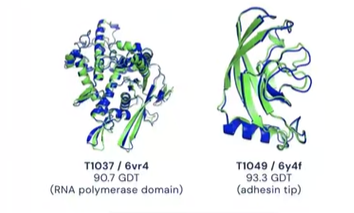 T1037 / 6vr4
90.7 GDT
(RNA polymerase domain)
T1049 / 6y4f
93.3 GDT
(adhesin tip)